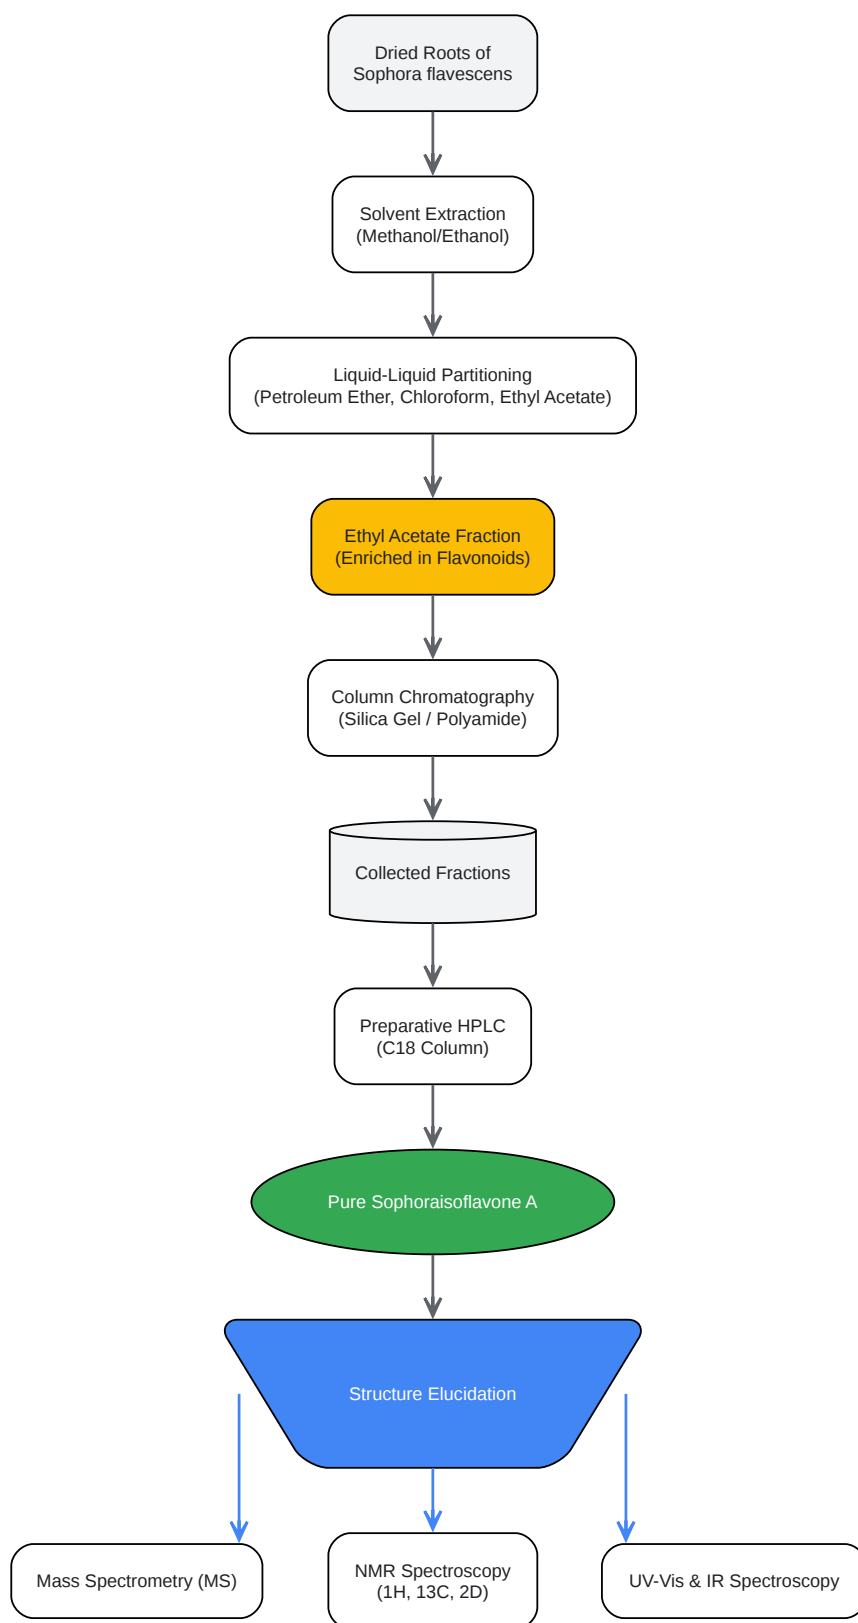 Dried Roots of
Sophora flavescens
Solvent Extraction
(Methanol/Ethanol)
Liquid-Liquid Partitioning
(Petroleum Ether, Chloroform, Ethyl Acetate)
Ethyl Acetate Fraction
(Enriched in Flavonoids)
Column Chromatography
(Silica Gel / Polyamide)
Collected Fractions
Preparative HPLC
(C18 Column)
Pure Sophoraisoflavone A
Structure Elucidation
Mass Spectrometry (MS)
NMR Spectroscopy
(1H, 13C, 2D)
UV-Vis & IR Spectroscopy